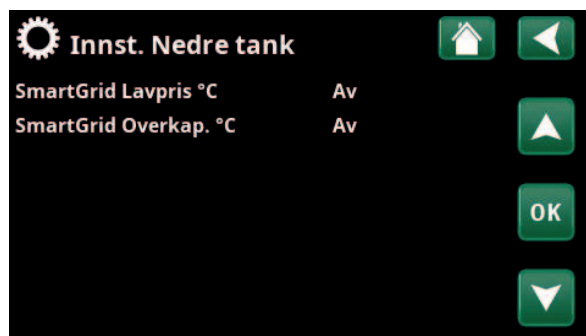 Innst. Nedre tank
SmartGrid Lavpris °C Av
SmartGrid Overkap. °C Av
OK